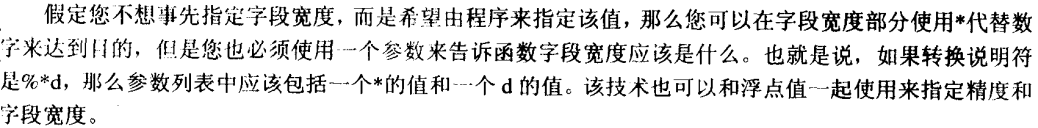 假定您不想事先指定字段宽度，而是希望由程序来指定该值，那么您可以在字段宽度部分使用*代替数
字来达到目的，但是您也必须使用一个参数来告诉函数字段宽度应该是什么。也就是说，如果转换说明符
是%*d，那么参数列表中应该包括一个*的值和一个 d 的值。该技术也可以和浮点值一起使用来指定精度和
字段宽度。